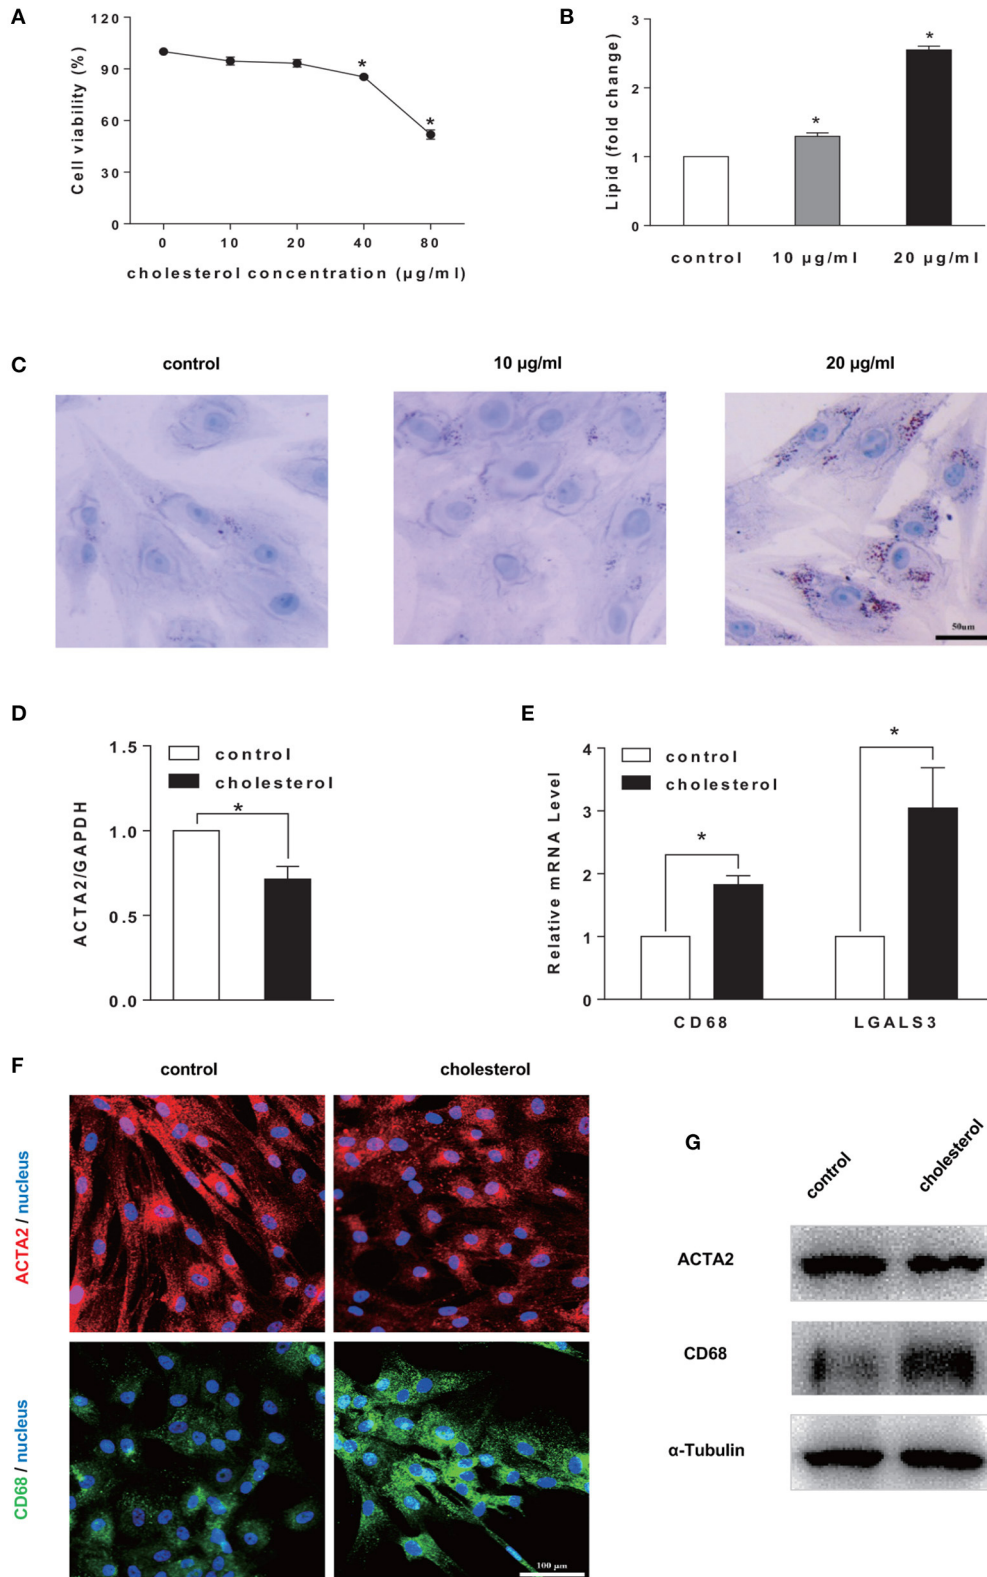 A
Cell viability (%)
120
90
60
30
0
*
*
0 10 20 40 80
cholesterol concentration (μg/ml)
B
Lipid (fold change)
3
2
1
0
*
*
control 10 μg/ml 20 μg/ml
C
control 10 μg/ml 20 μg/ml
50um
D
ACTA2/GAPDH
1.5
1.0
0.5
0.0
control
cholesterol
*
E
Relative mRNA Level
4
3
2
1
0
control
cholesterol
*
*
CD68 LGALS3
F
control cholesterol
ACTA2 / nucleus
CD68 / nucleus
100 μm
G
control cholesterol
ACTA2
CD68
α-Tubulin